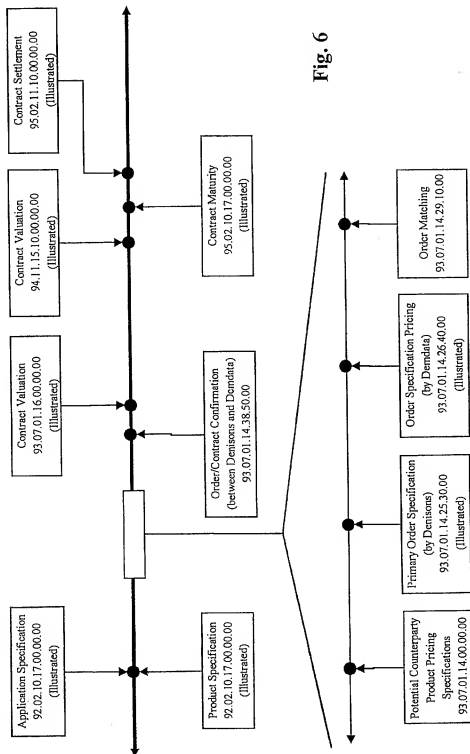 Application Specification
92.02.10.17.00.00.00
(Illustrated)
Contract Valuation
93.07.01.16.00.00.00
(Illustrated)
Contract Valuation
94.11.15.10.00.00.00
(Illustrated)
Contract Settlement
95.02.11.10.00.00.00
(Illustrated)
Product Specification
92.02.10.17.00.00.00
(Illustrated)
Order/Contract Confirmation
(between Denisons and Demdata)
93.07.01.14.38.50.00
Contract Maturity
95.02.10.17.00.00.00
(Illustrated)
Potential Counterparty
Product Pricing
Specifications
93.07.01.14.00.00.00
Primary Order Specification
(by Denisons)
93.07.01.14.25.30.00
(Illustrated)
Order Specification Pricing
(by Demdata)
93.07.01.14.26.40.00
(Illustrated)
Order Matching
93.07.01.14.29.10.00
Fig. 6